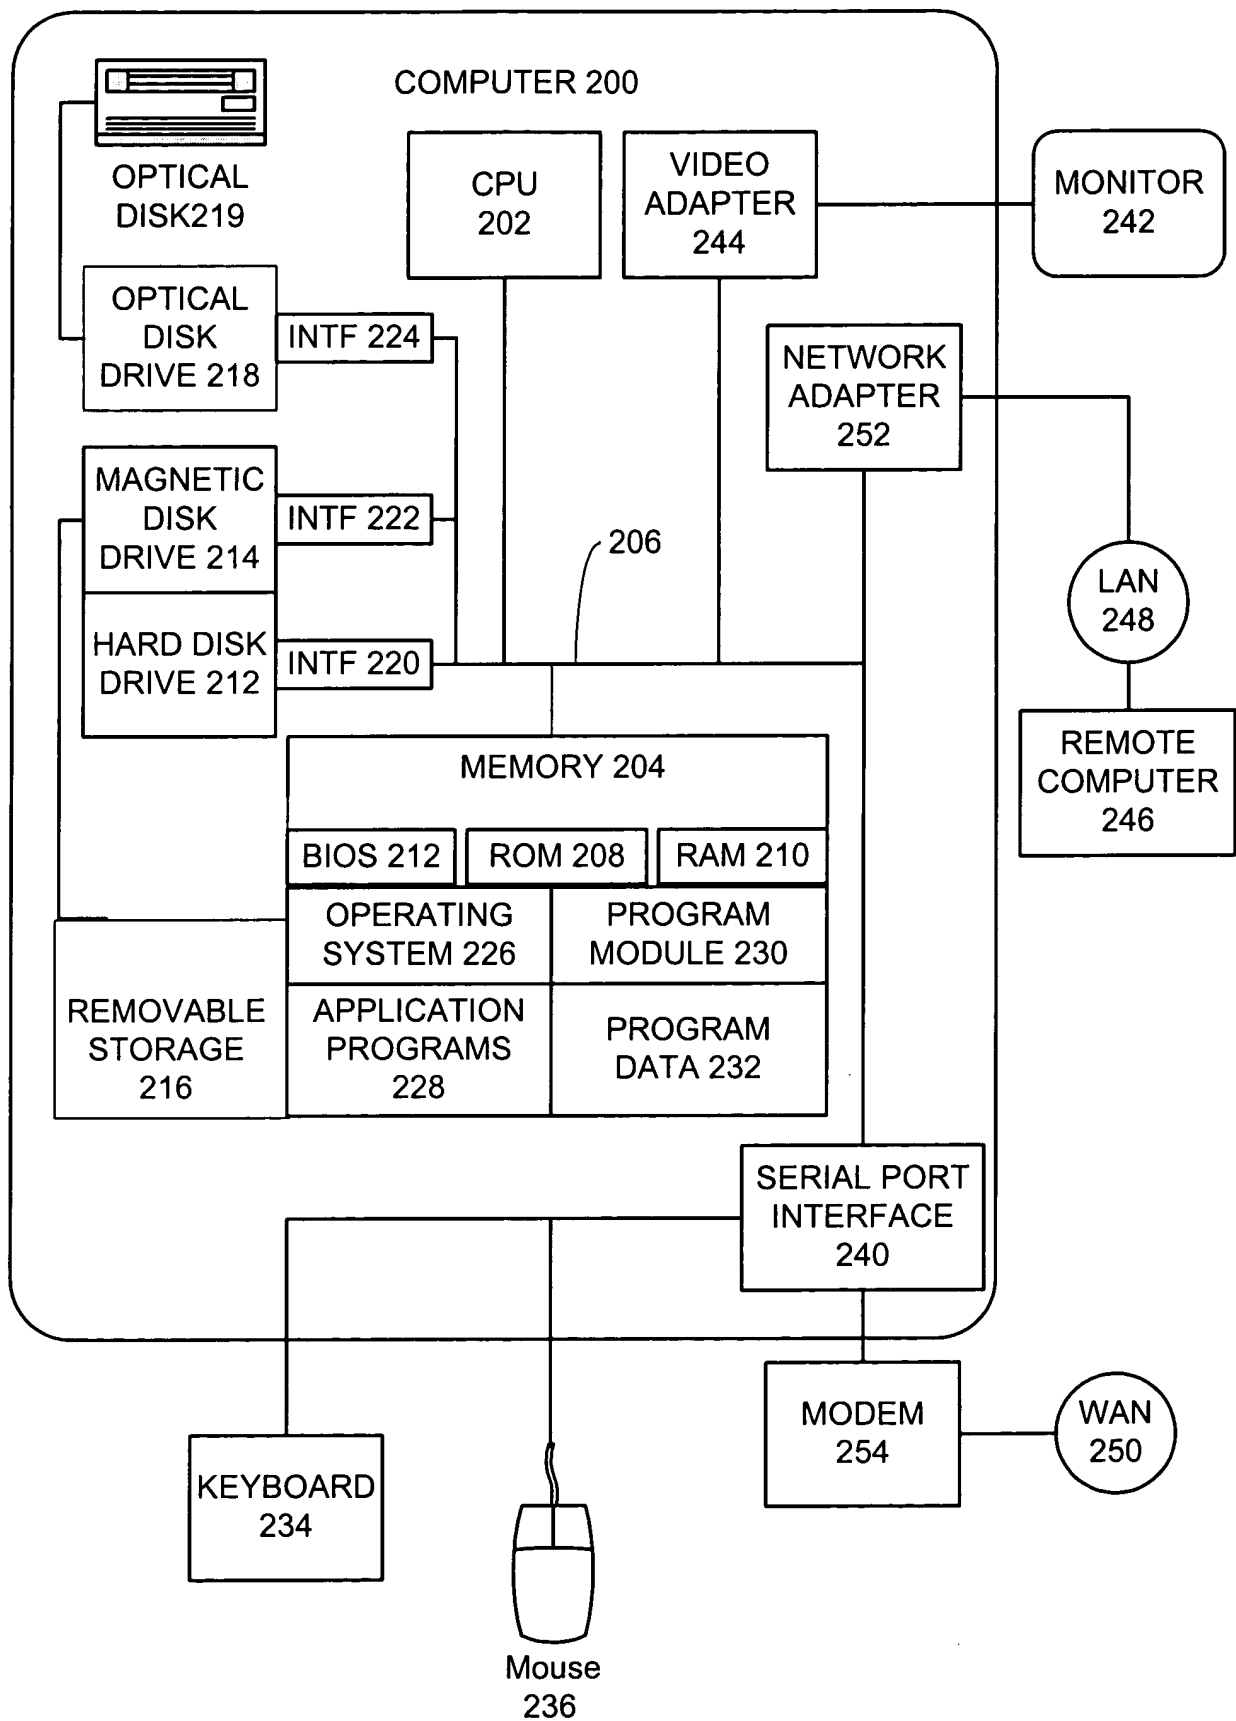 COMPUTER 200
OPTICAL
DISK219
CPU
202
VIDEO
ADAPTER
244
MONITOR
242
OPTICAL
DISK
DRIVE 218
INTF 224
NETWORK
ADAPTER
252
MAGNETIC
DISK
DRIVE 214
INTF 222
206
LAN
248
HARD DISK
DRIVE 212
INTF 220
REMOTE
COMPUTER
246
MEMORY 204
BIOS 212
ROM 208
RAM 210
OPERATING
SYSTEM 226
PROGRAM
MODULE 230
REMOVABLE
STORAGE
216
APPLICATION
PROGRAMS
228
PROGRAM
DATA 232
SERIAL PORT
INTERFACE
240
MODEM
254
WAN
250
KEYBOARD
234
Mouse
236